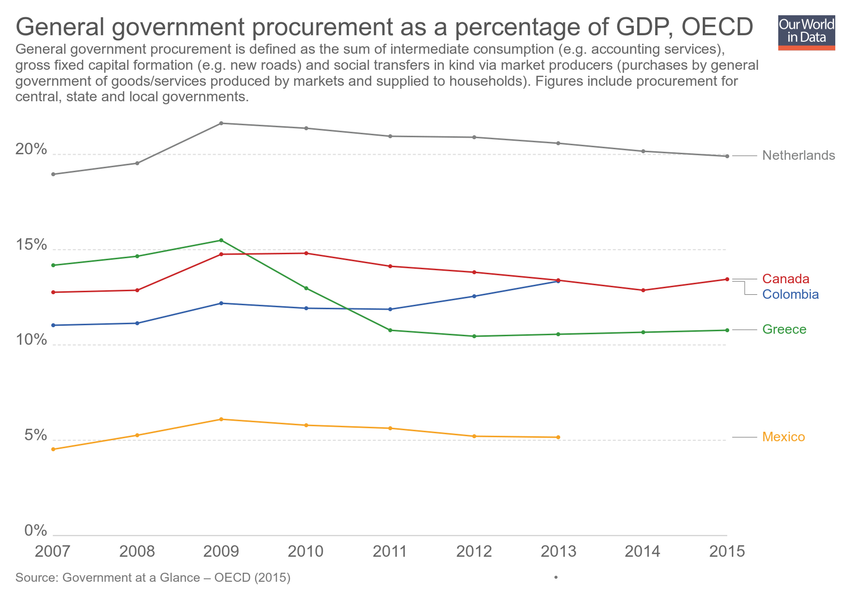 General government procurement as a percentage of GDP, OECD
Our World
in Data
General government procurement is defined as the sum of intermediate consumption (e.g. accounting services),
gross fixed capital formation (e.g. new roads) and social transfers in kind via market producers (purchases by general
government of goods/services produced by markets and supplied to households). Figures include procurement for
central, state and local governments.
20%
Netherlands
15%
Canada
Colombia
Greece
10%
5%
Mexico
0%
2007 2008 2009 2010 2011 2012 2013 2014 2015
Source: Government at a Glance – OECD (2015)